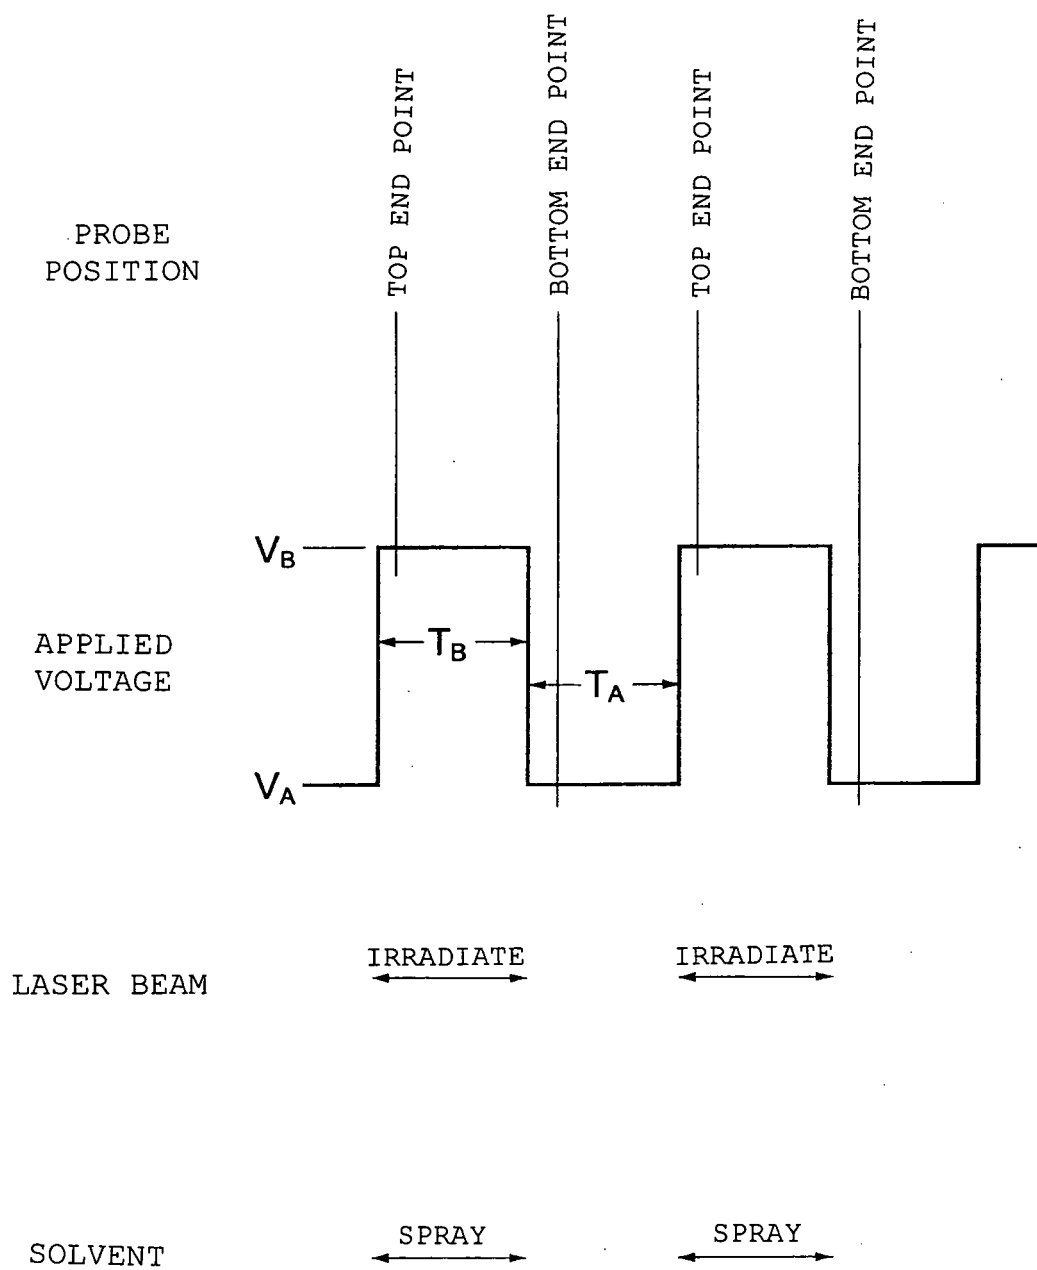 PROBE
POSITION
TOP END POINT
BOTTOM END POINT
TOP END POINT
BOTTOM END POINT
VB
APPLIED
VOLTAGE
TB
TA
VA
LASER BEAM
IRRADIATE
IRRADIATE
SOLVENT
SPRAY
SPRAY